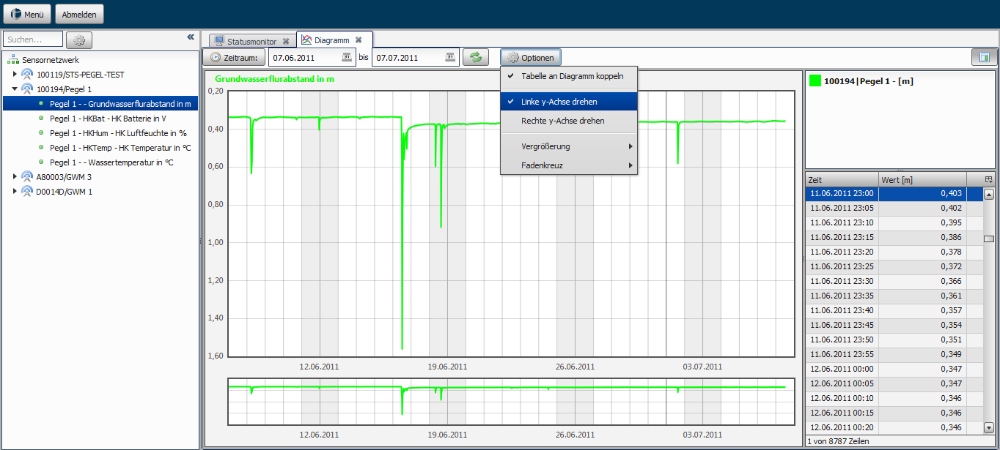 Menü
Abmelden
Suchen...
Sensornetzwerk
100119/STS-PEGEL-TEST
100194/Pegel 1
Pegel 1 - - Grundwasserflurabstand in m
Pegel 1 - HKBat - HK Batterie in V
Pegel 1 - HKHum - HK Luftfeuchte in %
Pegel 1 - HKTemp - HK Temperatur in °C
Pegel 1 - - Wassertemperatur in °C
A80003/GWM 3
D0014D/GWM 1
Statusmonitor
Diagramm
Zeitraum:
07.06.2011
31
bis
07.07.2011
31
Optionen
Tabelle an Diagramm koppeln
Linke y-Achse drehen
Rechte y-Achse drehen
Vergrößerung
Fadenkreuz
Grundwasserflurabstand in m
0,20
0,40
0,60
0,80
1,00
1,20
1,40
1,60
12.06.2011 19.06.2011 26.06.2011 03.07.2011
12.06.2011 19.06.2011 26.06.2011 03.07.2011
100194|Pegel 1 - [m]
Zeit Wert [m]
11.06.2011 23:00 0,403
11.06.2011 23:05 0,402
11.06.2011 23:10 0,395
11.06.2011 23:15 0,386
11.06.2011 23:20 0,378
11.06.2011 23:25 0,372
11.06.2011 23:30 0,366
11.06.2011 23:35 0,361
11.06.2011 23:40 0,357
11.06.2011 23:45 0,354
11.06.2011 23:50 0,351
11.06.2011 23:55 0,349
12.06.2011 00:00 0,347
12.06.2011 00:05 0,347
12.06.2011 00:10 0,346
12.06.2011 00:15 0,346
12.06.2011 00:20 0,346
1 von 8787 Zeilen